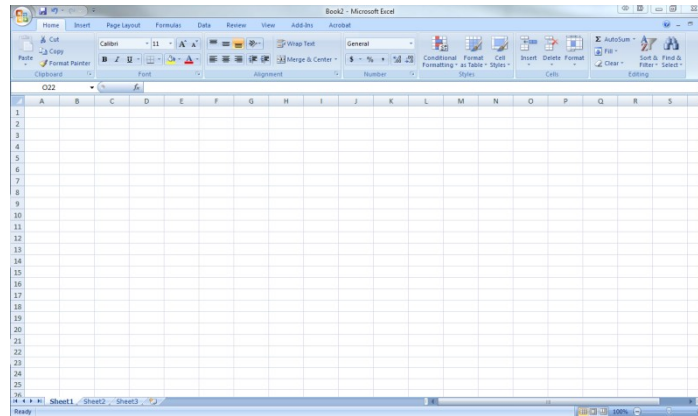 Book2 - Microsoft Excel
Home Insert Page Layout Formulas Data Review View Add-Ins Acrobat
Paste
Cut
Copy
Format Painter
Clipboard
Calibri 11 A A
B I U A
Font
Wrap Text
Merge & Center
Alignment
General
$ % ,
Number
Conditional Formatting
Format as Table
Cell Styles
Styles
Insert Delete Format
Cells
Σ AutoSum
Fill
Clear
Sort & Filter
Find & Select
Editing
O22 fx
A B C D E F G H I J K L M N O P Q R S
1
2
3
4
5
6
7
8
9
10
11
12
13
14
15
16
17
18
19
20
21
22
23
24
25
26
Sheet1 Sheet2 Sheet3
Ready 100%